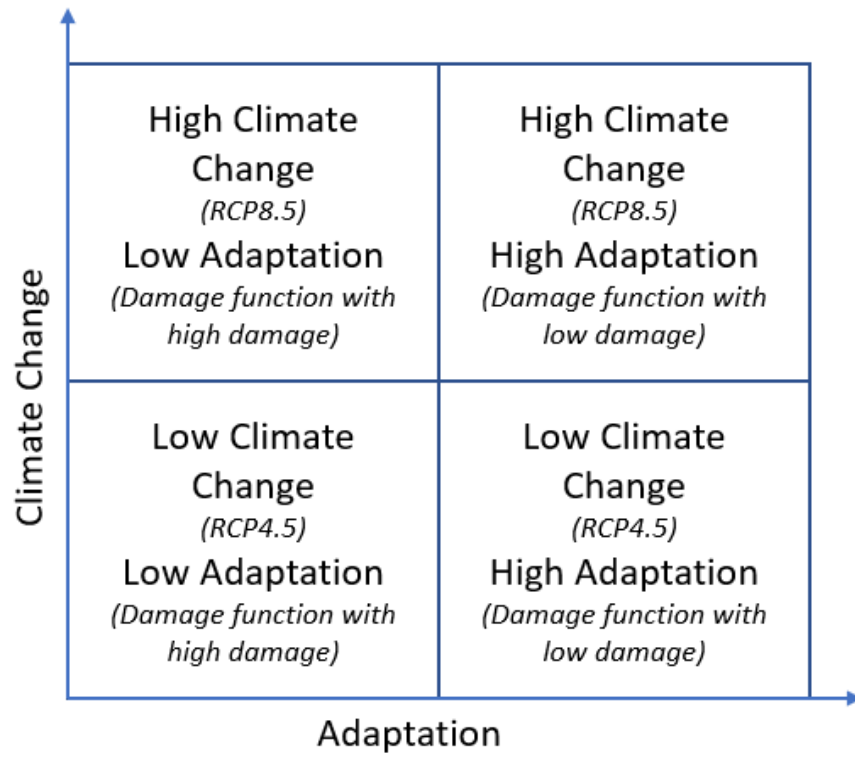 High Climate
Change
(RCP8.5)
Low Adaptation
(Damage function with
high damage)
High Climate
Change
(RCP8.5)
High Adaptation
(Damage function with
low damage)
Climate Change
Low Climate
Change
(RCP4.5)
Low Adaptation
(Damage function with
high damage)
Low Climate
Change
(RCP4.5)
High Adaptation
(Damage function with
low damage)
Adaptation